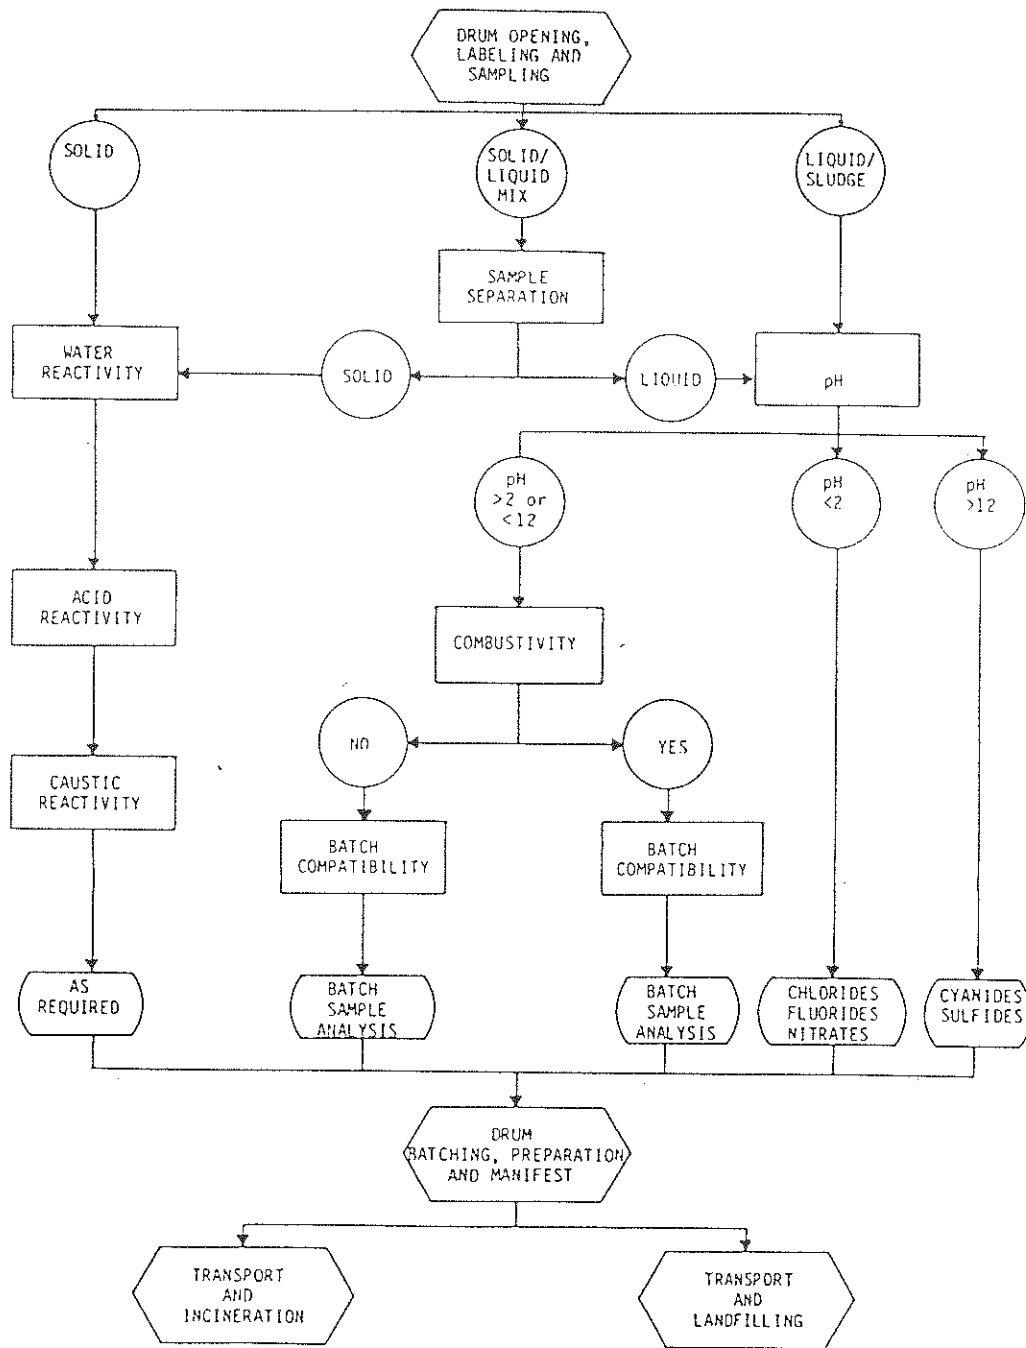 DRUM OPENING,
LABELING AND
SAMPLING
SOLID
SOLID/
LIQUID
MIX
LIQUID/
SLUDGE
SAMPLE
SEPARATION
WATER
REACTIVITY
SOLID
LIQUID
pH
pH
>2 or
<12
pH
<2
pH
>12
ACID
REACTIVITY
COMBUSTIVITY
NO
YES
CAUSTIC
REACTIVITY
BATCH
COMPATIBILITY
BATCH
COMPATIBILITY
AS
REQUIRED
BATCH
SAMPLE
ANALYSIS
BATCH
SAMPLE
ANALYSIS
CHLORIDES
FLUORIDES
NITRATES
CYANIDES
SULFIDES
DRUM
BATCHING, PREPARATION
AND MANIFEST
TRANSPORT
AND
INCINERATION
TRANSPORT
AND
LANDFILLING